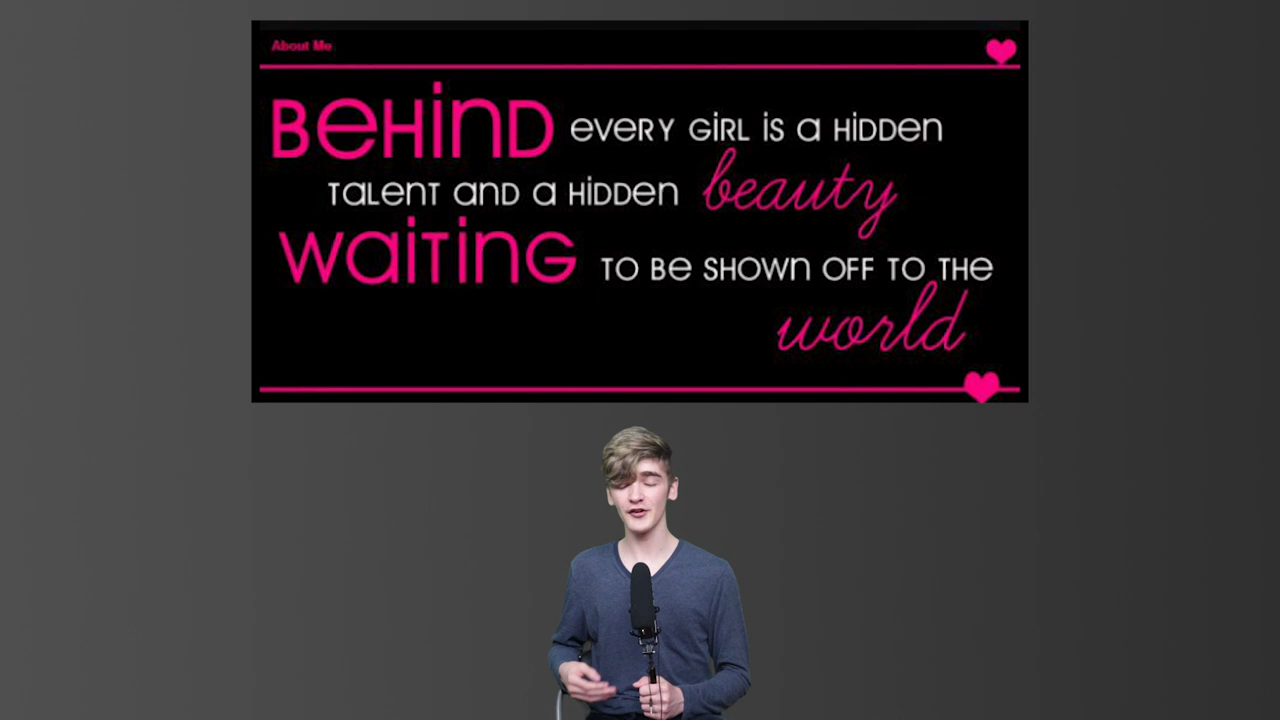 About Me
BEHIND EVERY GIRL IS A HIDDEN
TALENT AND A HIDDEN beauty
WAITING TO BE SHOWN OFF TO THE
world